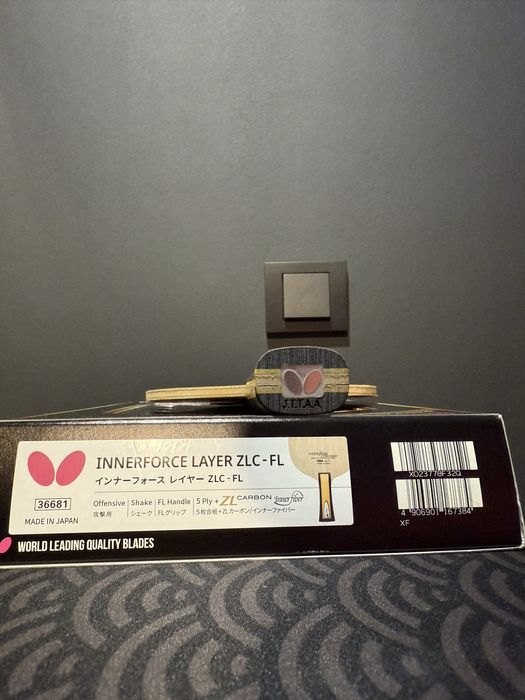 J.T.T.A.A
INNERFORCE LAYER ZLC-FL
インナーフォース レイヤー ZLC-FL
36681
MADE IN JAPAN
Offensive Shake FL Handle 5 Ply+ZL CARBON Inner fiber
攻撃用 シェーク FLグリップ 5枚合板+ZLカーボン/インナーファイバー
WORLD LEADING QUALITY BLADES
X023778F32Q
4 906901 167384
XF